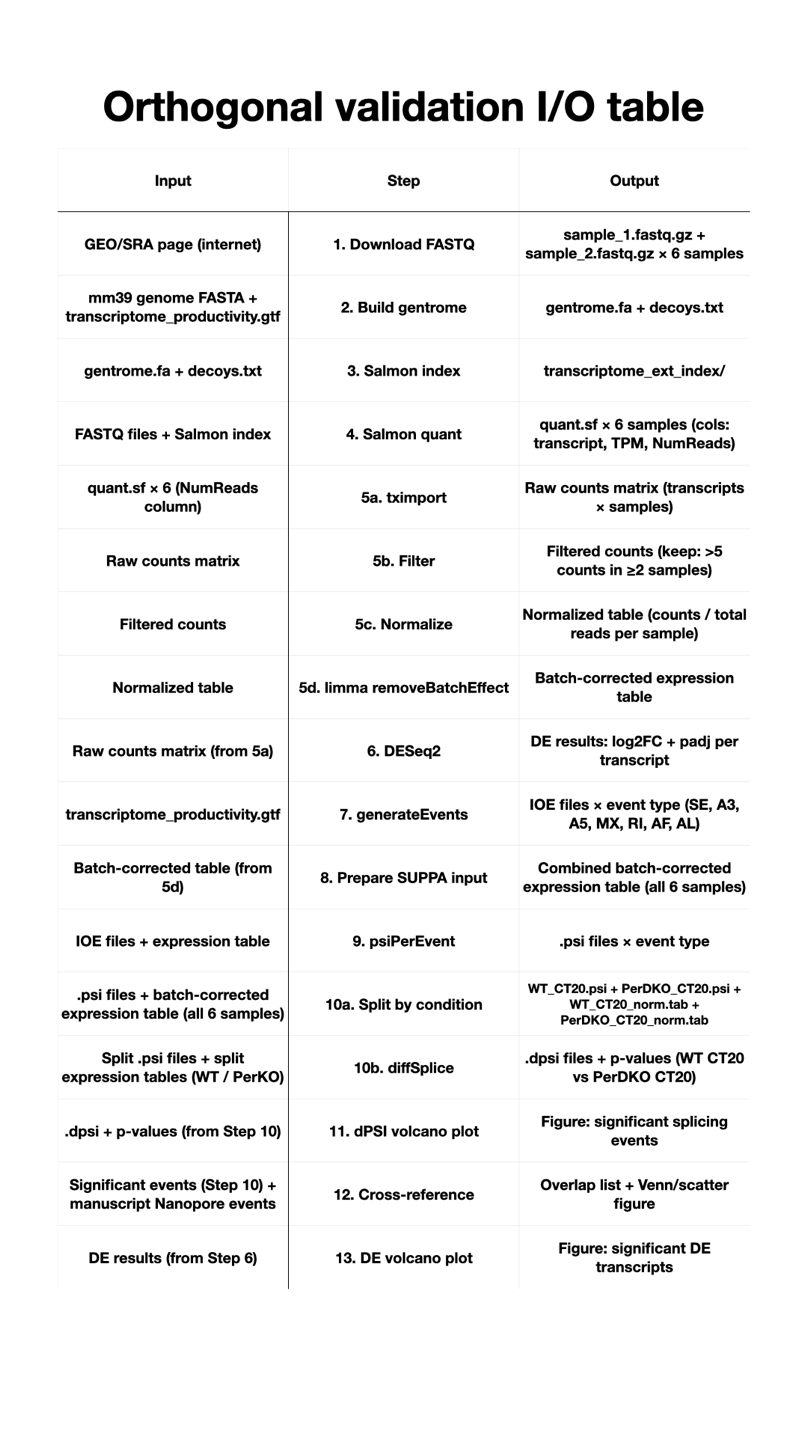 Orthogonal validation I/O table
Input
Step
Output
GEO/SRA page (internet)
1. Download FASTQ
sample_1.fastq.gz +
sample_2.fastq.gz × 6 samples
mm39 genome FASTA +
transcriptome_productivity.gtf
2. Build gentrome
gentrome.fa + decoys.txt
gentrome.fa + decoys.txt
3. Salmon index
transcriptome_ext_index/
FASTQ files + Salmon index
4. Salmon quant
quant.sf × 6 samples (cols:
transcript, TPM, NumReads)
quant.sf × 6 (NumReads
column)
5a. tximport
Raw counts matrix (transcripts
× samples)
Raw counts matrix
5b. Filter
Filtered counts (keep: >5
counts in ≥2 samples)
Filtered counts
5c. Normalize
Normalized table (counts / total
reads per sample)
Normalized table
5d. limma removeBatchEffect
Batch-corrected expression
table
Raw counts matrix (from 5a)
6. DESeq2
DE results: log2FC + padj per
transcript
transcriptome_productivity.gtf
7. generateEvents
IOE files × event type (SE, A3,
A5, MX, RI, AF, AL)
Batch-corrected table (from
5d)
8. Prepare SUPPA input
Combined batch-corrected
expression table (all 6 samples)
IOE files + expression table
9. psiPerEvent
.psi files × event type
.psi files + batch-corrected
expression table (all 6 samples)
10a. Split by condition
WT_CT20.psi + PerDKO_CT20.psi +
WT_CT20_norm.tab +
PerDKO_CT20_norm.tab
Split .psi files + split
expression tables (WT / PerKO)
10b. diffSplice
.dpsi files + p-values (WT CT20
vs PerDKO CT20)
.dpsi + p-values (from Step 10)
11. dPSI volcano plot
Figure: significant splicing
events
Significant events (Step 10) +
manuscript Nanopore events
12. Cross-reference
Overlap list + Venn/scatter
figure
DE results (from Step 6)
13. DE volcano plot
Figure: significant DE
transcripts